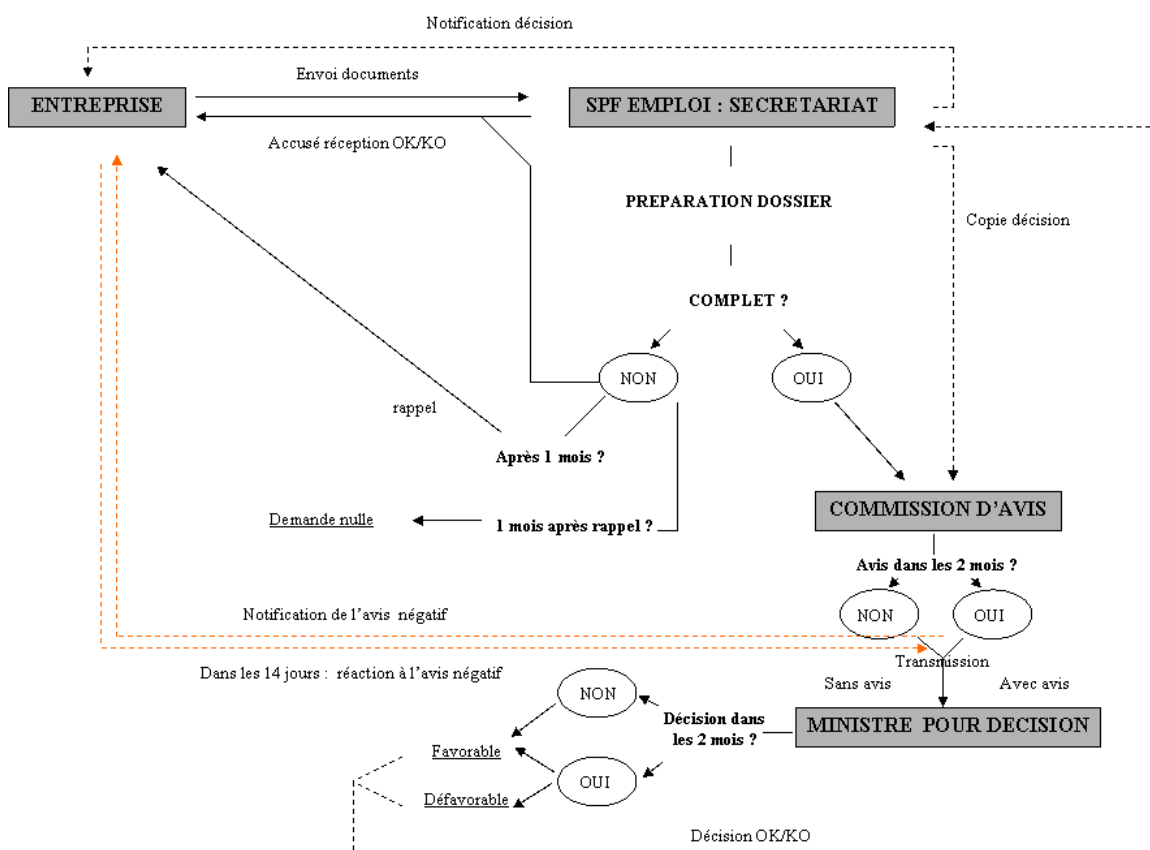 Notification décision
Envoi documents
ENTREPRISE
SPF EMPLOI : SECRETARIAT
Accusé réception OK/KO
PREPARATION DOSSIER
Copie décision
COMPLET ?
NON
OUI
rappel
Après 1 mois ?
COMMISSION D'AVIS
Demande nulle
1 mois après rappel ?
Avis dans les 2 mois ?
NON
OUI
Notification de l'avis négatif
Transmission
Dans les 14 jours : réaction à l'avis négatif
Sans avis
Avec avis
NON
Décision dans
les 2 mois ?
MINISTRE POUR DECISION
Favorable
OUI
Défavorable
Décision OK/KO